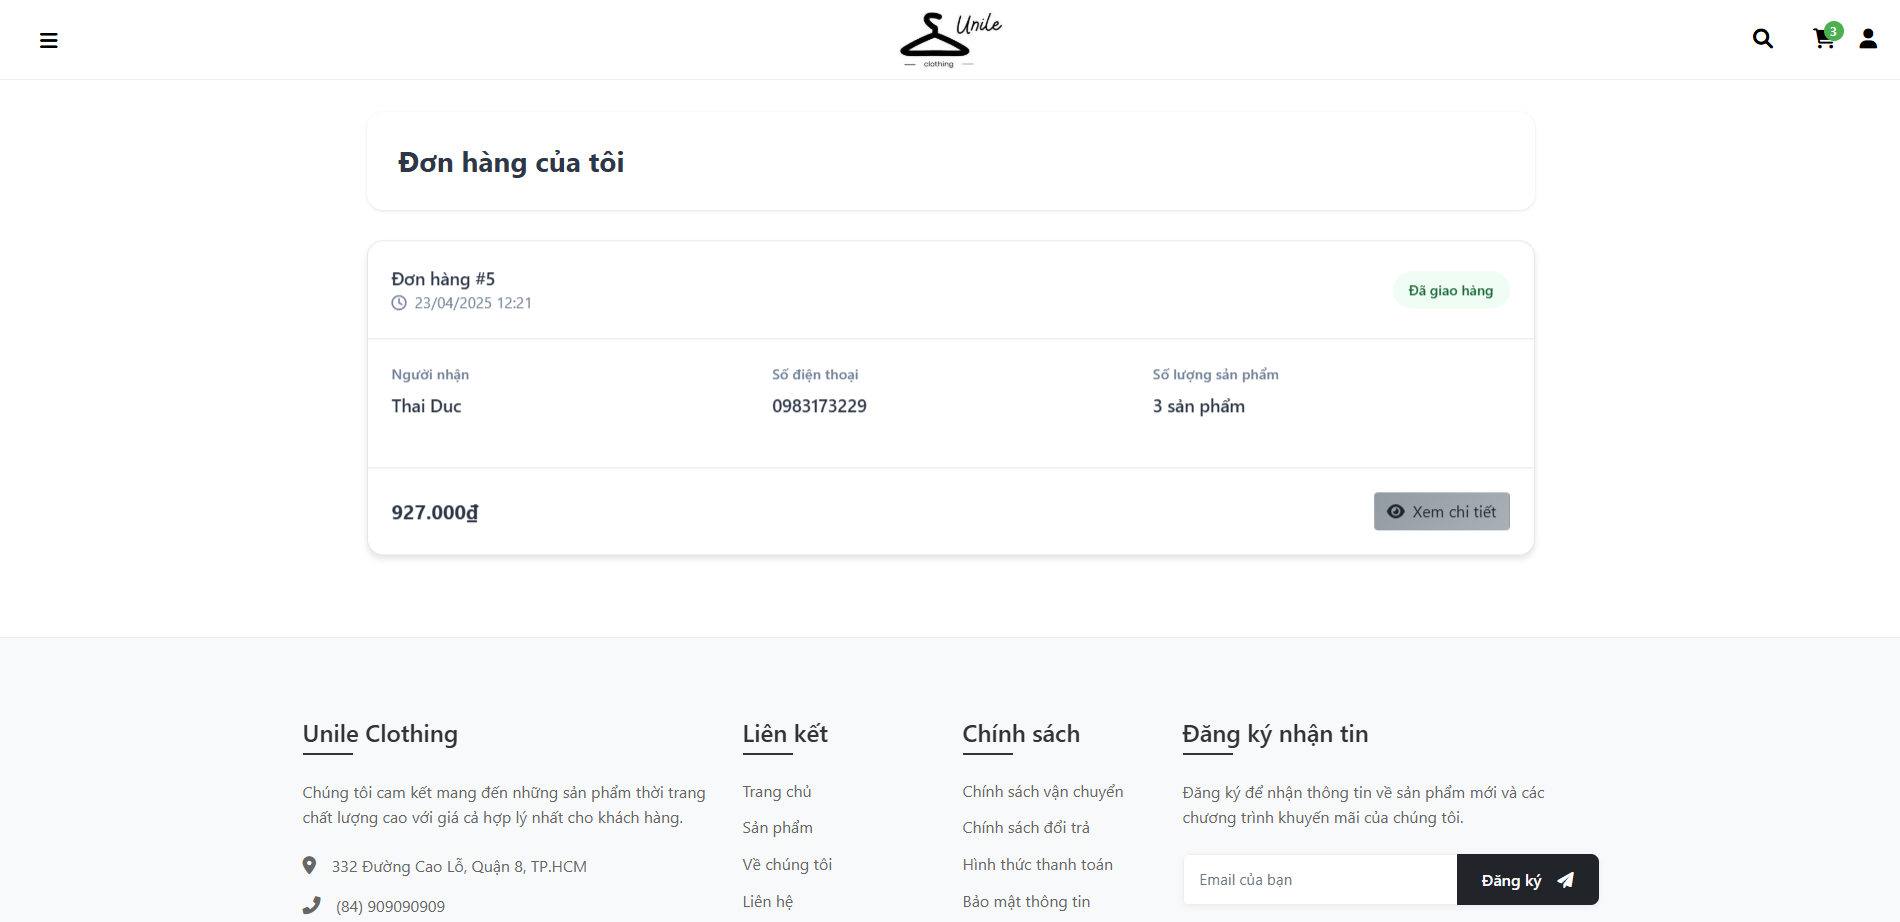 Unile
clothing
3
Đơn hàng của tôi
Đơn hàng #5
23/04/2025 12:21
Đã giao hàng
Người nhận
Số điện thoại
Số lượng sản phẩm
Thai Duc
0983173229
3 sản phẩm
927.000₫
Xem chi tiết
Unile Clothing
Chúng tôi cam kết mang đến những sản phẩm thời trang
chất lượng cao với giá cả hợp lý nhất cho khách hàng.
332 Đường Cao Lỗ, Quận 8, TP.HCM
(84) 909090909
Liên kết
Trang chủ
Sản phẩm
Về chúng tôi
Liên hệ
Chính sách
Chính sách vận chuyển
Chính sách đổi trả
Hình thức thanh toán
Bảo mật thông tin
Đăng ký nhận tin
Đăng ký để nhận thông tin về sản phẩm mới và các
chương trình khuyến mãi của chúng tôi.
Email của bạn
Đăng ký